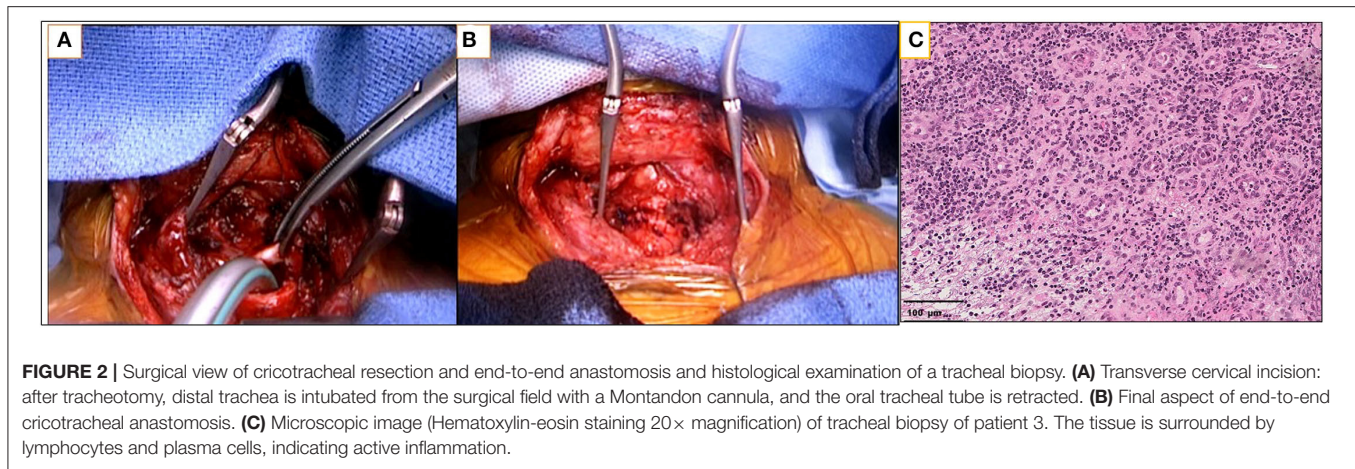 A
B
C
100 μm
FIGURE 2 | Surgical view of cricotracheal resection and end-to-end anastomosis and histological examination of a tracheal biopsy. (A) Transverse cervical incision:
after tracheotomy, distal trachea is intubated from the surgical field with a Montandon cannula, and the oral tracheal tube is retracted. (B) Final aspect of end-to-end
cricotracheal anastomosis. (C) Microscopic image (Hematoxylin-eosin staining 20× magnification) of tracheal biopsy of patient 3. The tissue is surrounded by
lymphocytes and plasma cells, indicating active inflammation.